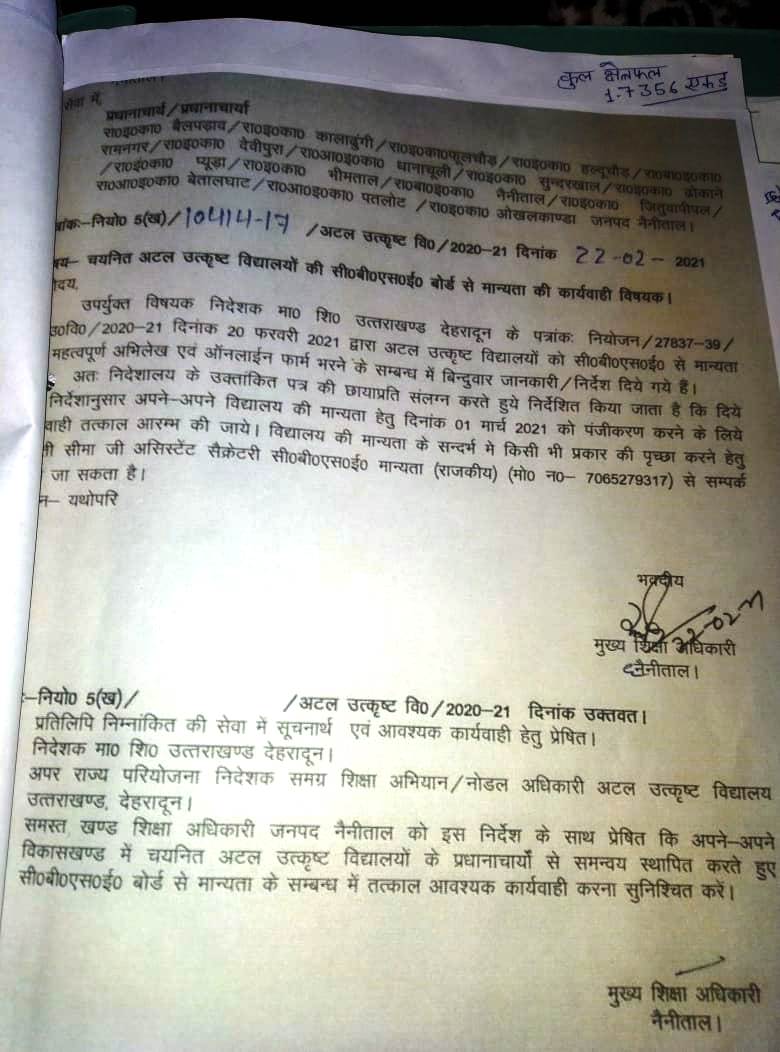 कुल क्षेत्रफल
1.7356 एकड़
नैनीताल।
सेवा में,
प्रधानाचार्य/प्रधानाचार्या
रा0इ0का0 बैलपड़ाव/रा0इ0का0 कालाढुंगी/रा0इ0का0फूलचौड़/रा0इ0का0 हल्दूचौड़/रा0बा0इ0का0
रामनगर/रा0इ0का0 देवीपुरा/रा0आ0इ0का0 धानाचूली/रा0इ0का0 सुन्दरखाल/रा0इ0का0 ढोकाने
/रा0इ0का0 प्यूड़ा/रा0इ0का0 भीमताल/रा0बा0इ0का0 नैनीताल/रा0इ0का0 जितुवापीपल/
रा0आ0इ0का0 बेतालघाट/रा0आ0इ0का0 पतलोट /रा0इ0का0 ओखलकाण्डा जनपद नैनीताल।
ांकः-नियो0 5(ख)/10414-17 /अटल उत्कृष्ट वि0/2020-21 दिनांक 22-02- 2021
षय- चयनित अटल उत्कृष्ट विद्यालयों की सी0बी0एस0ई0 बोर्ड से मान्यता की कार्यवाही विषयक।
ोदय,
उपर्युक्त विषयक निदेशक मा0 शि0 उत्तराखण्ड देहरादून के पत्रांकः नियोजन/27837-39/
उ0वि0/2020-21 दिनांक 20 फरवरी 2021 द्वारा अटल उत्कृष्ट विद्यालयों को सी0बी0एस0ई0 से मान्यता
महत्वपूर्ण अभिलेख एवं ऑनलाईन फार्म भरने के सम्बन्ध में बिन्दुवार जानकारी/निर्देश दिये गये हैं।
अतः निदेशालय के उक्तांकित पत्र की छायाप्रति संलग्न करते हुये निर्देशित किया जाता है कि दिये
निर्देशानुसार अपने-अपने विद्यालय की मान्यता हेतु दिनांक 01 मार्च 2021 को पंजीकरण करने के लिये
वाही तत्काल आरम्भ की जाये। विद्यालय की मान्यता के सन्दर्भ मे किसी भी प्रकार की पृच्छा करने हेतु
ी सीमा जी असिस्टेंट सैक्रेटरी सी0बी0एस0ई0 मान्यता (राजकीय) (मो0 न0- 7065279317) से सम्पर्क
जा सकता है।
न- यथोपरि
भवदीय
22-02-21
मुख्य शिक्षा अधिकारी
नैनीताल।
:-नियो0 5(ख)/ /अटल उत्कृष्ट वि0/2020-21 दिनांक उक्तवत।
प्रतिलिपि निम्नांकित की सेवा में सूचनार्थ एवं आवश्यक कार्यवाही हेतु प्रेषित।
निदेशक मा0 शि0 उत्तराखण्ड देहरादून।
अपर राज्य परियोजना निदेशक समग्र शिक्षा अभियान/नोडल अधिकारी अटल उत्कृष्ट विद्यालय
उत्तराखण्ड, देहरादून।
समस्त खण्ड शिक्षा अधिकारी जनपद नैनीताल को इस निर्देश के साथ प्रेषित कि अपने-अपने
विकासखण्ड में चयनित अटल उत्कृष्ट विद्यालयों के प्रधानाचार्यों से समन्वय स्थापित करते हुए
सी0बी0एस0ई0 बोर्ड से मान्यता के सम्बन्ध में तत्काल आवश्यक कार्यवाही करना सुनिश्चित करें।
मुख्य शिक्षा अधिकारी
नैनीताल।